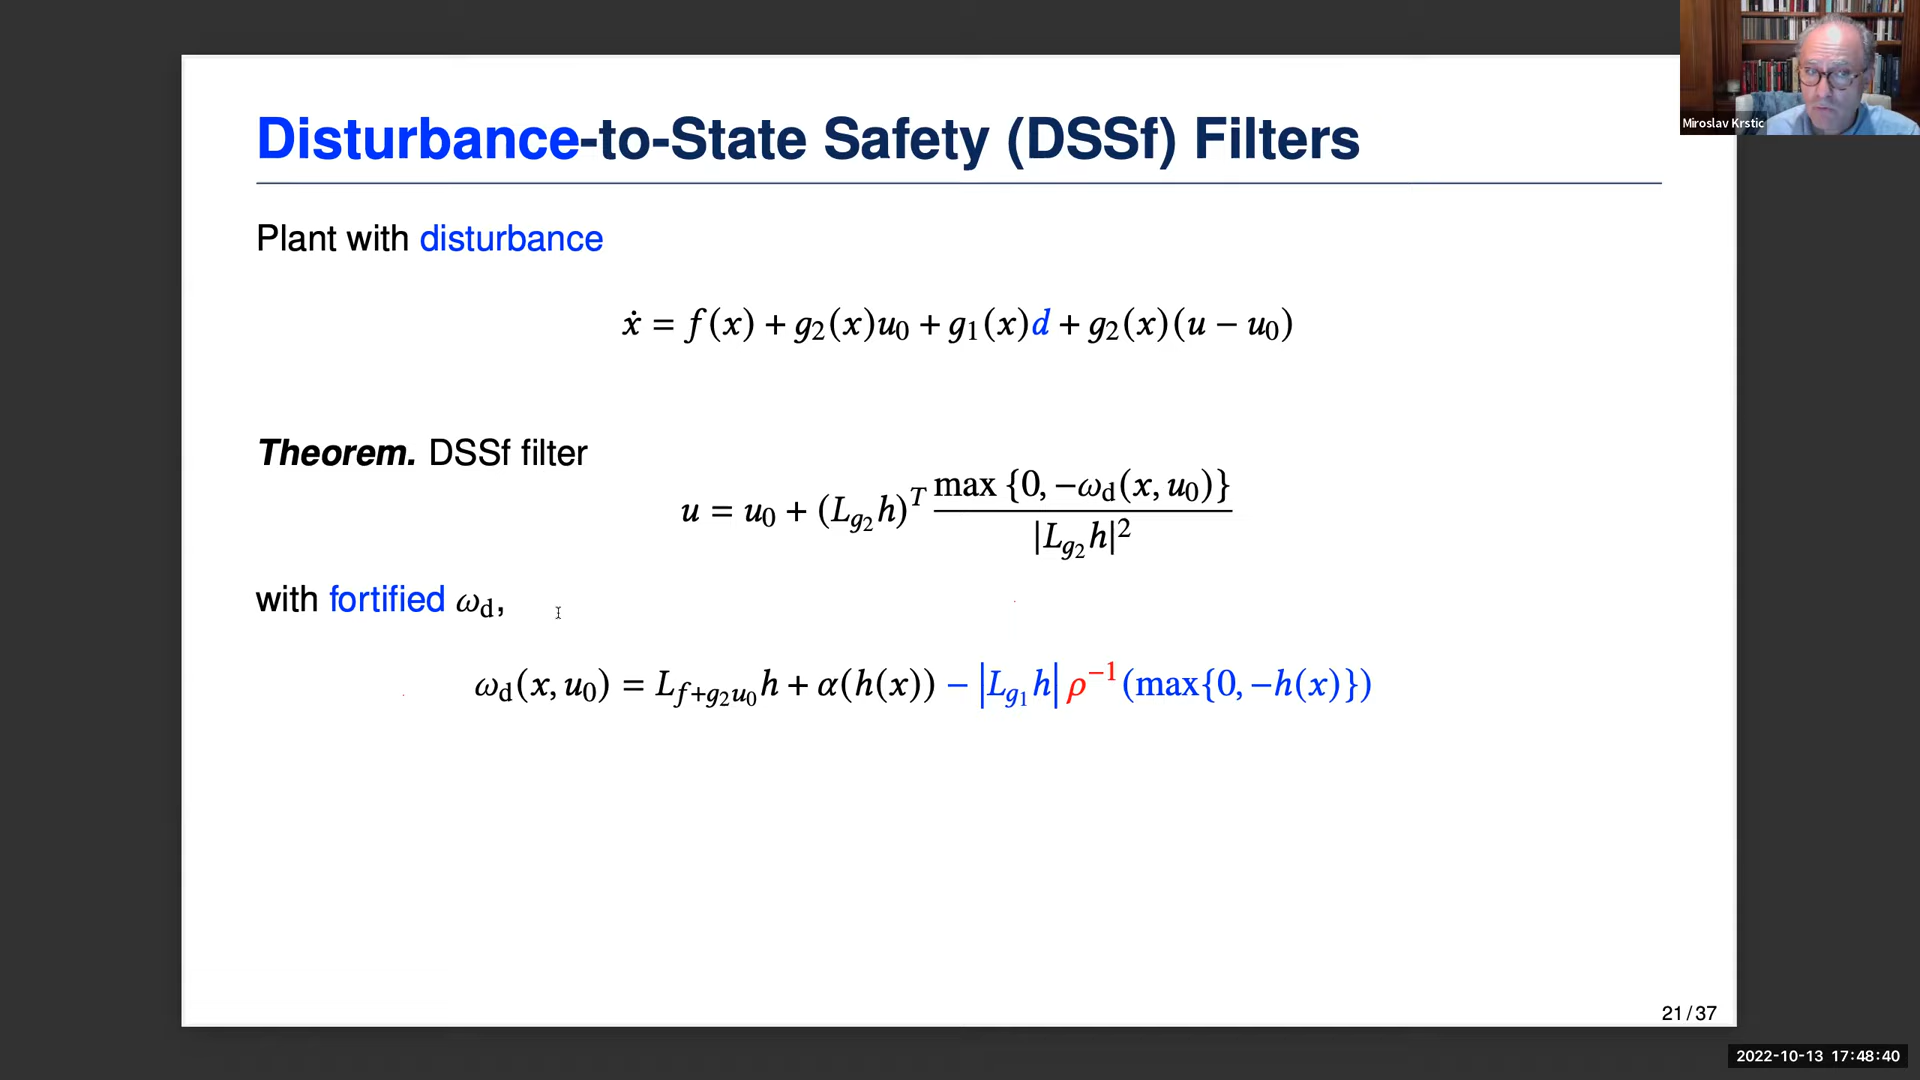 Miroslav Krstic
Disturbance-to-State Safety (DSSf) Filters
Plant with disturbance
ẋ = f(x) + g₂(x)u₀ + g₁(x)d + g₂(x)(u − u₀)
Theorem. DSSf filter
u = u₀ + (L_{g₂}h)^T \frac{max {0, −ω_d(x, u₀)}}{|L_{g₂}h|²}
with fortified ω_d,
ω_d(x, u₀) = L_{f+g₂u₀}h + α(h(x)) − |L_{g₁}h| ρ⁻¹(max{0, −h(x)})
21/37
2022-10-13 17:48:40